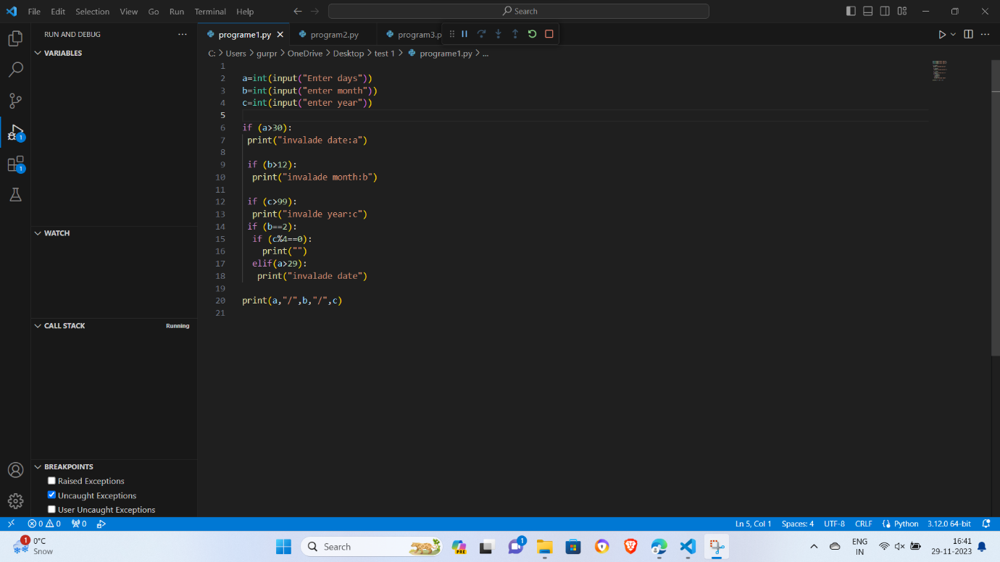 File Edit Selection View Go Run Terminal Help
Search
RUN AND DEBUG
programe1.py
program2.py
program3.p
C: > Users > gurpr > OneDrive > Desktop > test 1 > programe1.py > ...
VARIABLES
1
2 a=int(input("Enter days"))
3 b=int(input("enter month"))
4 c=int(input("enter year"))
5
6 if (a>30):
7 print("invalade date:a")
8
9 if (b>12):
10 print("invalade month:b")
11
12 if (c>99):
13 print("invalde year:c")
14 if (b==2):
15 if (c%4==0):
16 print("")
17 elif(a>29):
18 print("invalade date")
19
20 print(a,"/",b,"/",c)
21
WATCH
CALL STACK Running
BREAKPOINTS
Raised Exceptions
Uncaught Exceptions
User Uncaught Exceptions
1
1
0 0 0
Ln 5, Col 1 Spaces: 4 UTF-8 CRLF Python 3.12.0 64-bit
1
0°C
Snow
Search
PRE
1
ENG
IN
16:41
29-11-2023